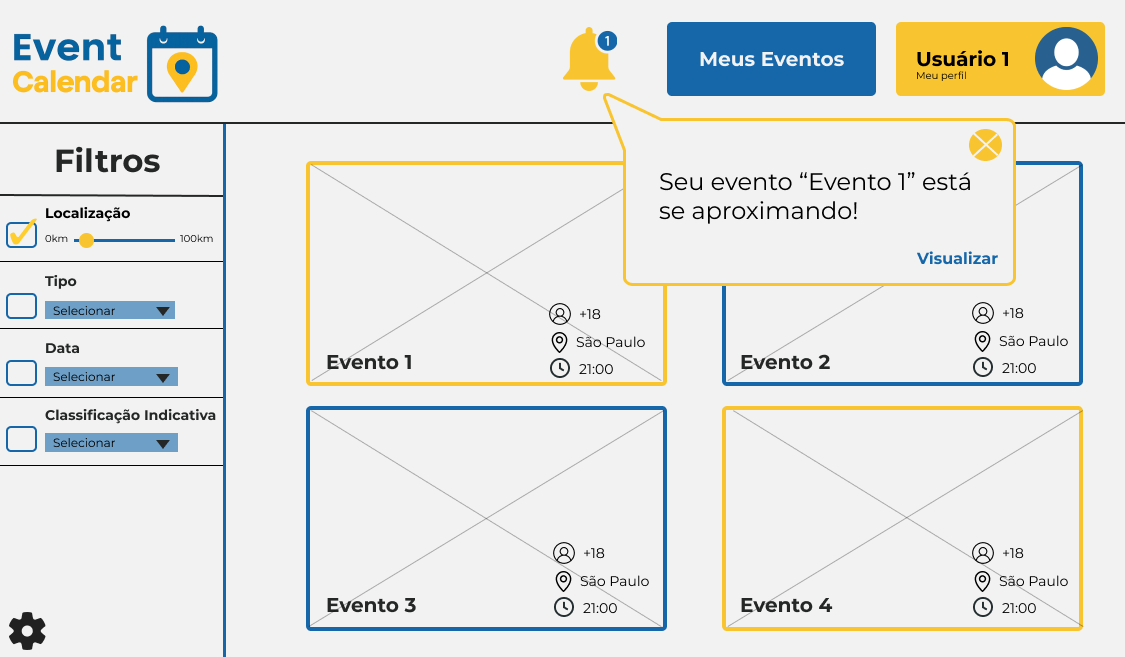 Event
Calendar
1
Meus Eventos
Usuário 1
Meu perfil
Filtros
Localização
0km
100km
Tipo
Selecionar
Data
Selecionar
Classificação Indicativa
Selecionar
Seu evento “Evento 1” está
se aproximando!
Visualizar
+18
São Paulo
Evento 1
21:00
+18
São Paulo
Evento 2
21:00
+18
São Paulo
Evento 3
21:00
+18
São Paulo
Evento 4
21:00